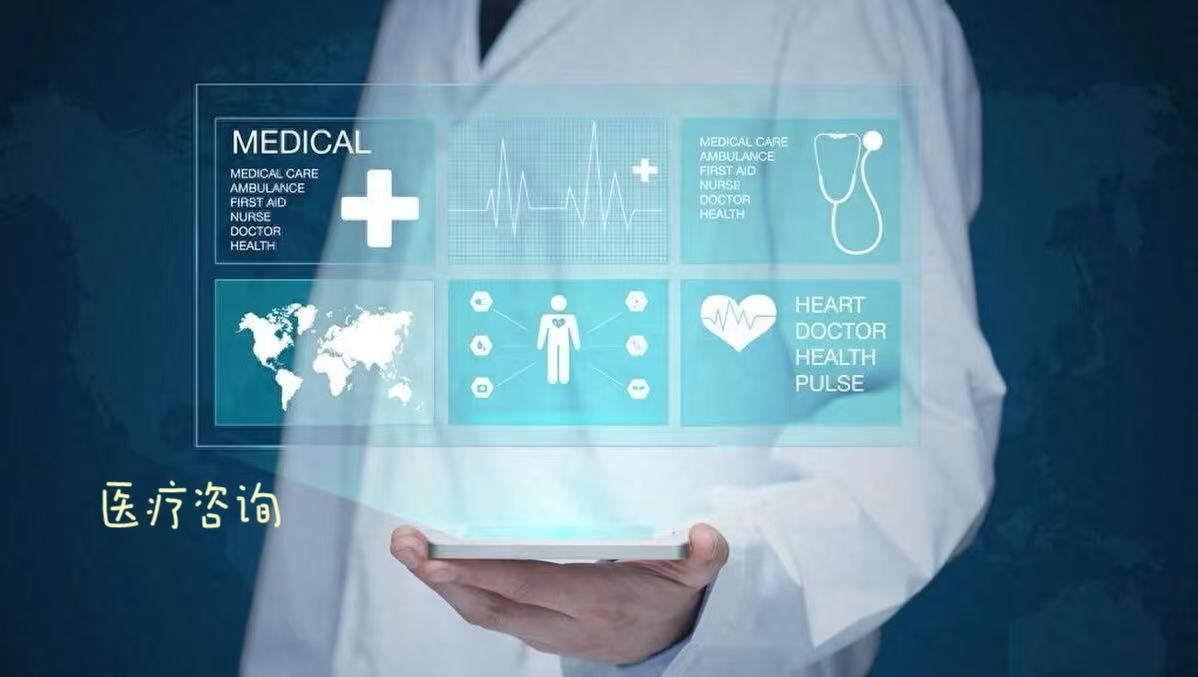 MEDICAL
MEDICAL CARE
AMBULANCE
FIRST AID
NURSE
DOCTOR
HEALTH
MEDICAL CARE
AMBULANCE
FIRST AID
NURSE
DOCTOR
HEALTH
HEART
DOCTOR
HEALTH
PULSE
医疗咨询